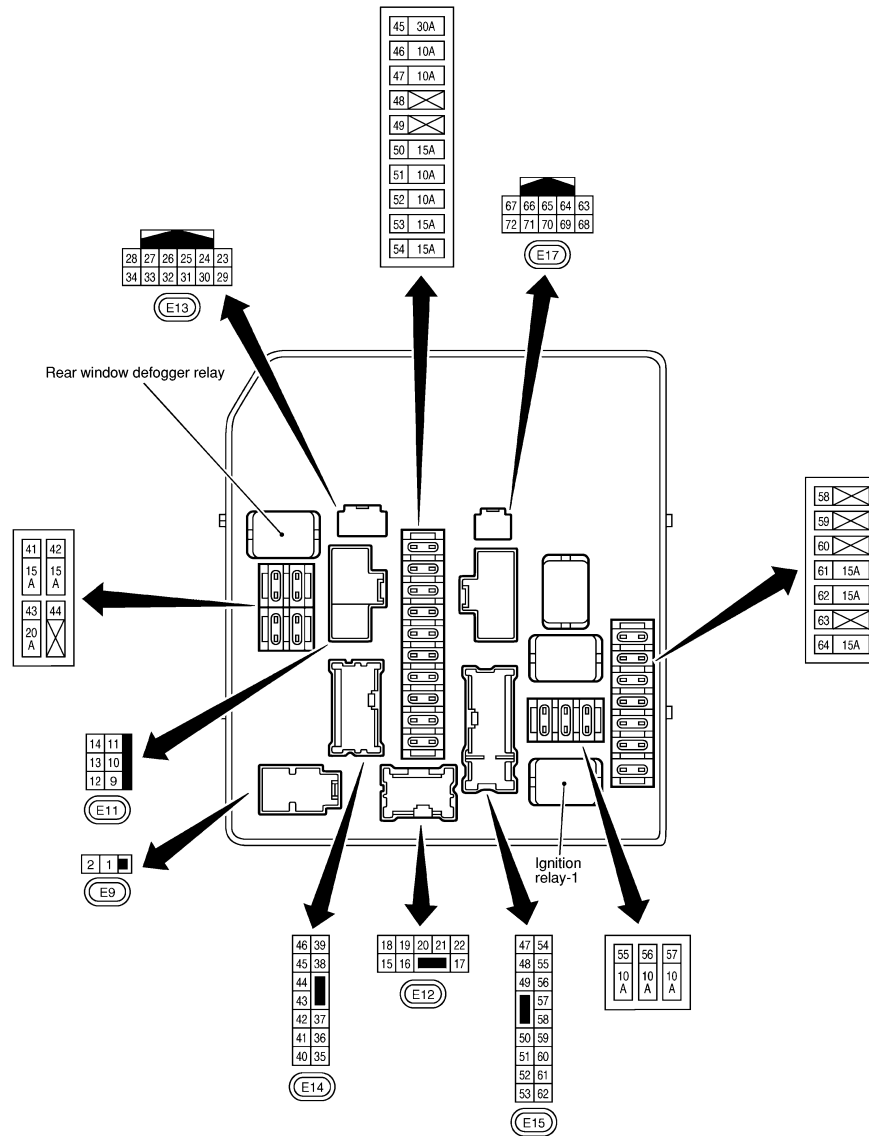 45 30A
46 10A
47 10A
48
49
50 15A
51 10A
52 10A
53 15A
54 15A
67 66 65 64 63
72 71 70 69 68
E17
28 27 26 25 24 23
34 33 32 31 30 29
E13
Rear window defogger relay
58
59
60
61 15A
62 15A
63
64 15A
41 42
15 A 15 A
43 44
20 A
14 11
13 10
12 9
E11
2 1
E9
Ignition
relay-1
46 39
45 38
44
43
42 37
41 36
40 35
E14
18 19 20 21 22
15 16 17
E12
47 54
48 55
49 56
57
58
50 59
51 60
52 61
53 62
E15
55 56 57
10 A 10 A 10 A